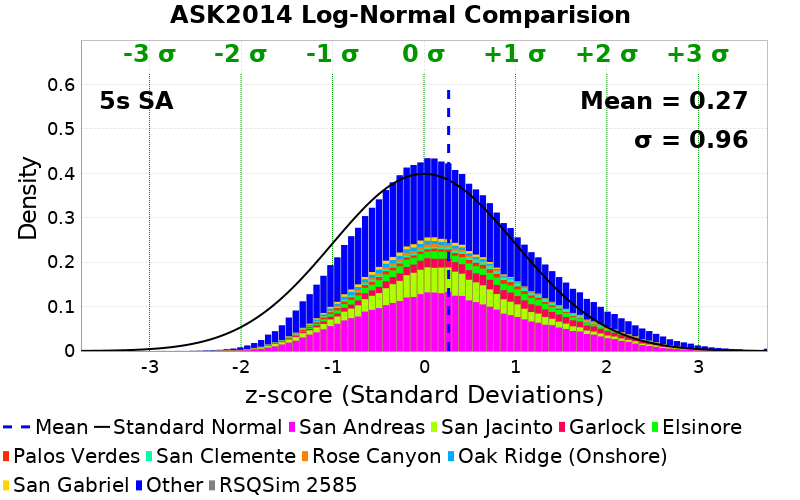 ASK2014 Log-Normal Comparision
-3 σ -2 σ -1 σ 0 σ +1 σ +2 σ +3 σ
5s SA
Mean = 0.27
σ = 0.96
Density
0.6
0.5
0.4
0.3
0.2
0.1
0
-3 -2 -1 0 1 2 3
z-score (Standard Deviations)
Mean Standard Normal San Andreas San Jacinto Garlock Elsinore
Palos Verdes San Clemente Rose Canyon Oak Ridge (Onshore)
San Gabriel Other RSQSim 2585